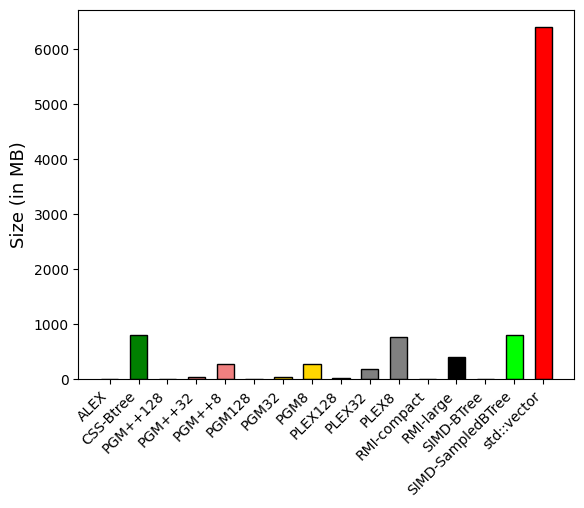 Size (in MB)
6000
5000
4000
3000
2000
1000
0
ALEX
CSS-Btree
PGM++128
PGM++32
PGM++8
PGM128
PGM32
PGM8
PLEX128
PLEX32
PLEX8
RMI-compact
RMI-large
SIMD-BTree
SIMD-SampledBTree
std::vector